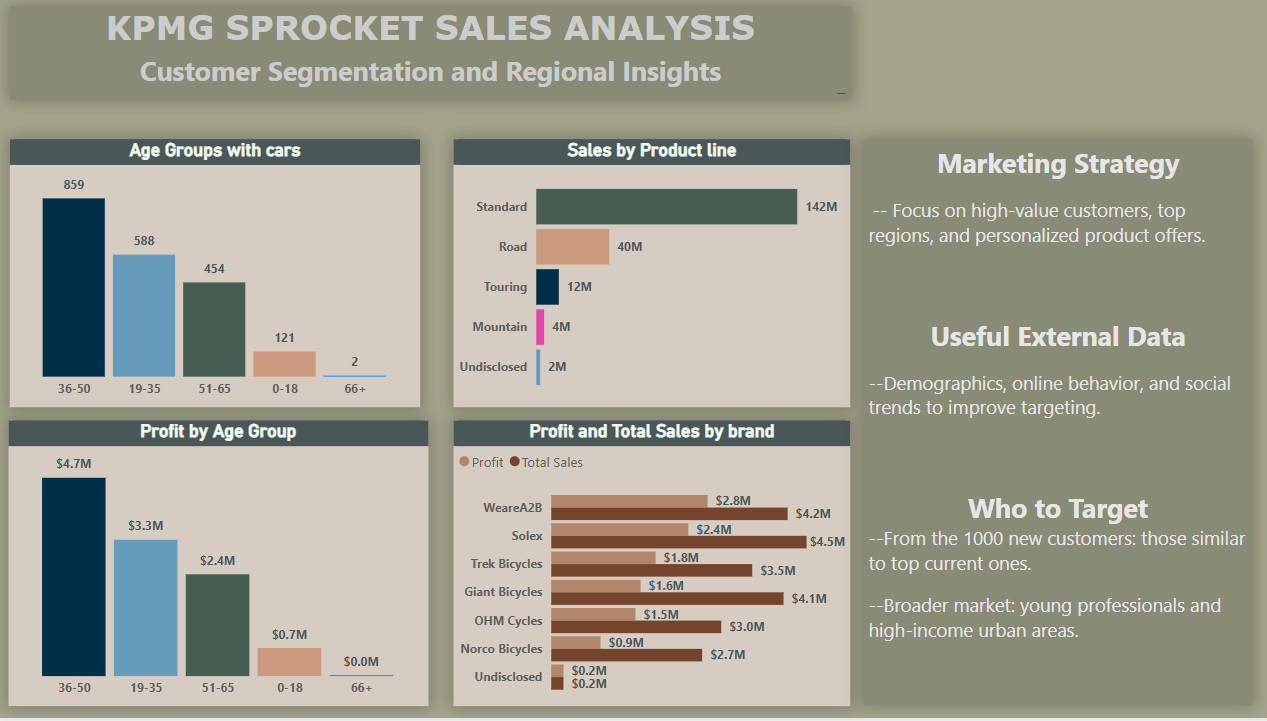 KPMG SPROCKET SALES ANALYSIS
Customer Segmentation and Regional Insights
_
Age Groups with cars
859
588
454
121
2
36-50 19-35 51-65 0-18 66+
Sales by Product line
Standard 142M
Road 40M
Touring 12M
Mountain 4M
Undisclosed 2M
Profit by Age Group
$4.7M
$3.3M
$2.4M
$0.7M
$0.0M
36-50 19-35 51-65 0-18 66+
Profit and Total Sales by brand
Profit Total Sales
WeareA2B $2.8M
$4.2M
Solex $2.4M
$4.5M
Trek Bicycles $1.8M
$3.5M
Giant Bicycles $1.6M
$4.1M
OHM Cycles $1.5M
$3.0M
Norco Bicycles $0.9M
$2.7M
Undisclosed $0.2M
$0.2M
Marketing Strategy
-- Focus on high-value customers, top
regions, and personalized product offers.
Useful External Data
--Demographics, online behavior, and social
trends to improve targeting.
Who to Target
--From the 1000 new customers: those similar
to top current ones.
--Broader market: young professionals and
high-income urban areas.